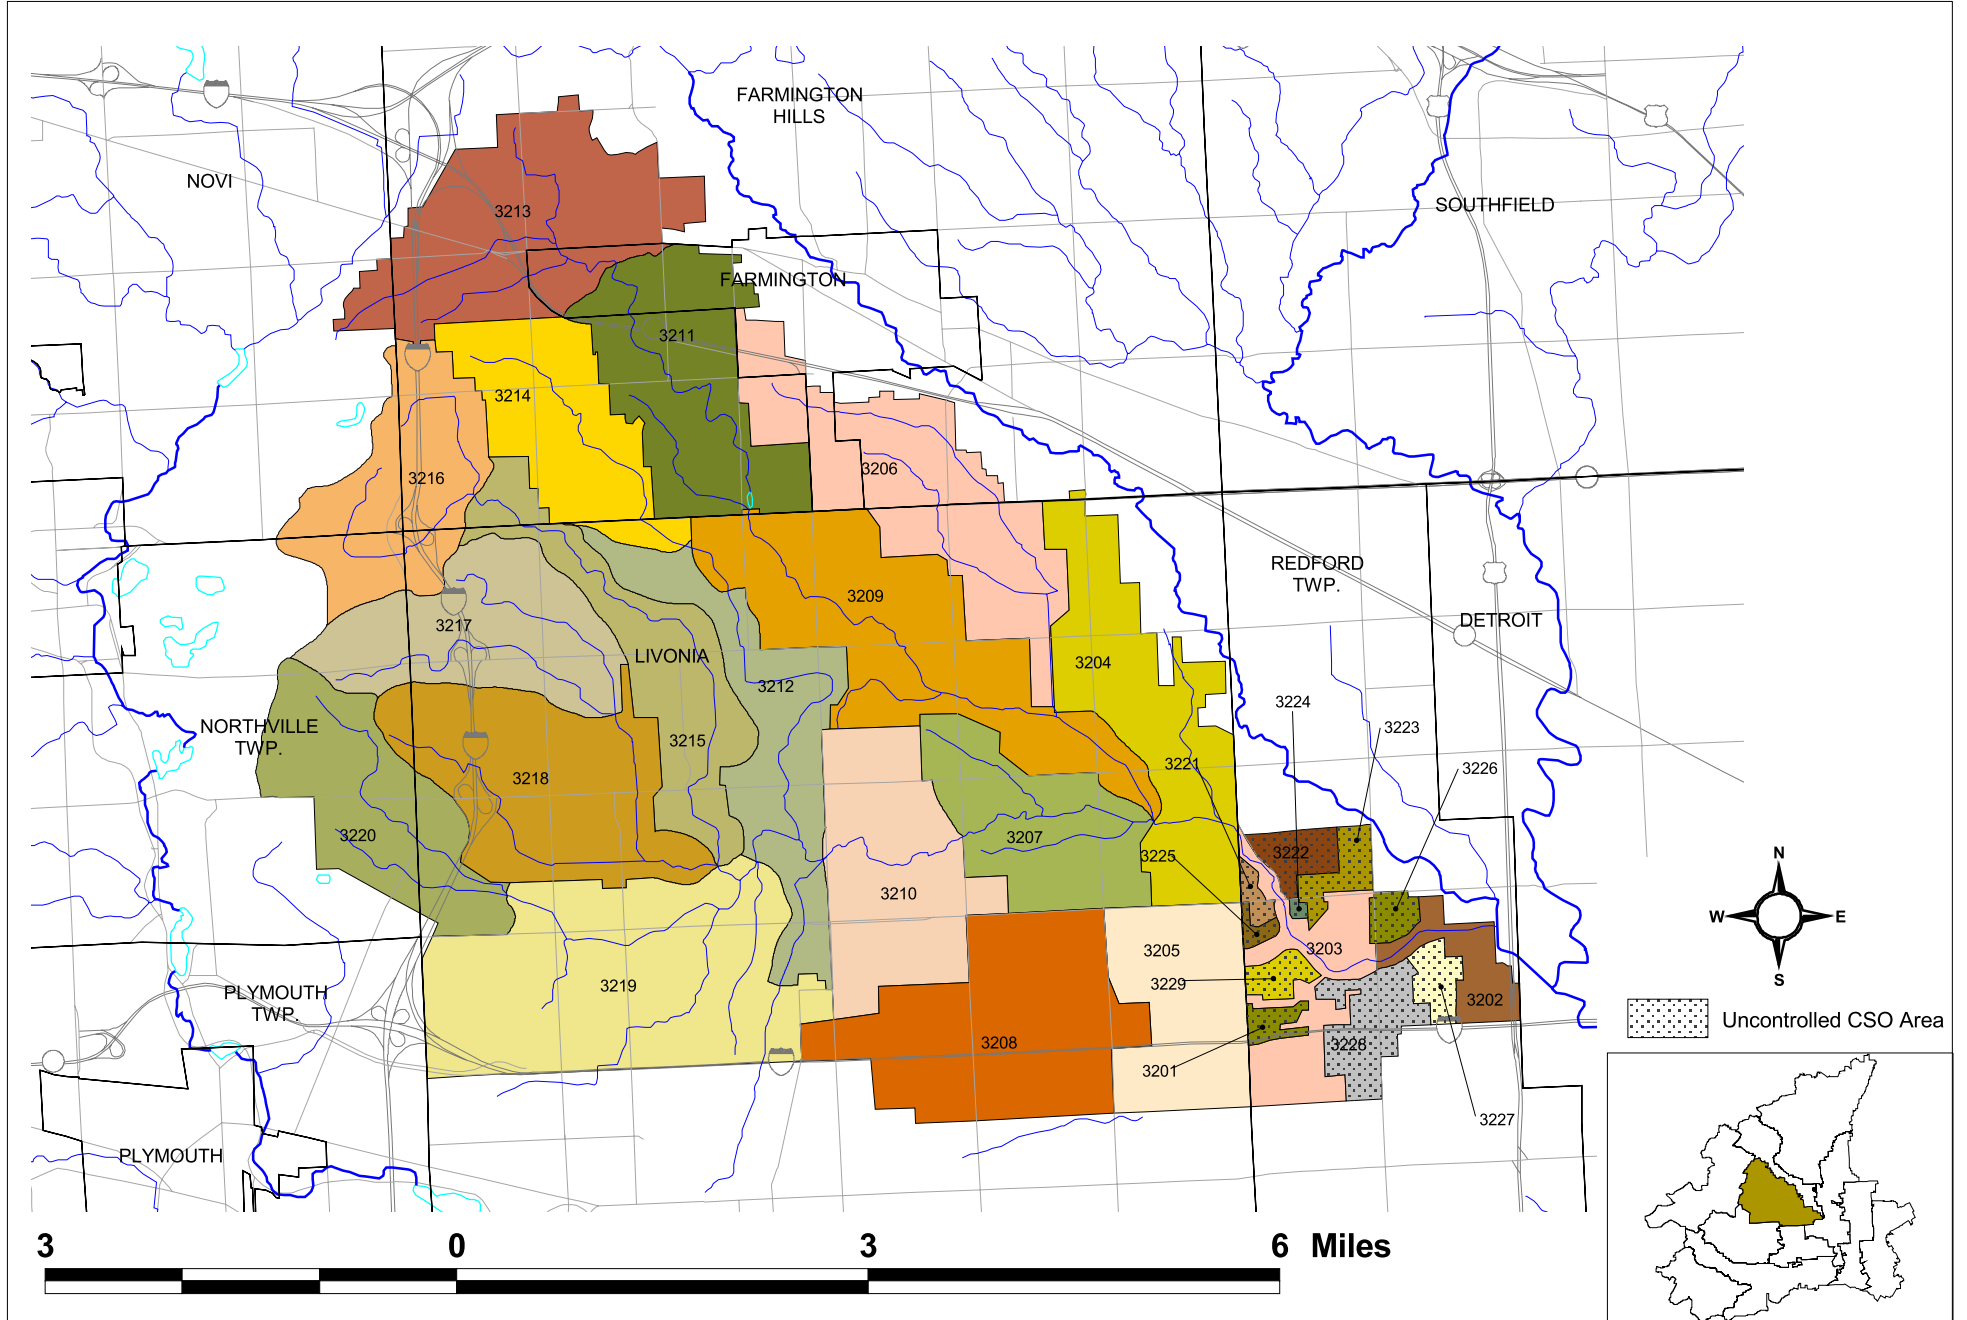 FARMINGTON
HILLS
NOVI
SOUTHFIELD
3213
FARMINGTON
3211
3214
3216
3206
REDFORD
TWP.
DETROIT
3209
3217
LIVONIA
3204
3212
3224
NORTHVILLE
TWP.
3223
3215
3221
3226
3218
3220
3207
3225
3222
3210
3203
3205
3229
3219
PLYMOUTH
TWP.
3202
3208
3228
3201
3227
PLYMOUTH
N
W E
S
Uncontrolled CSO Area
3 0 3 6 Miles